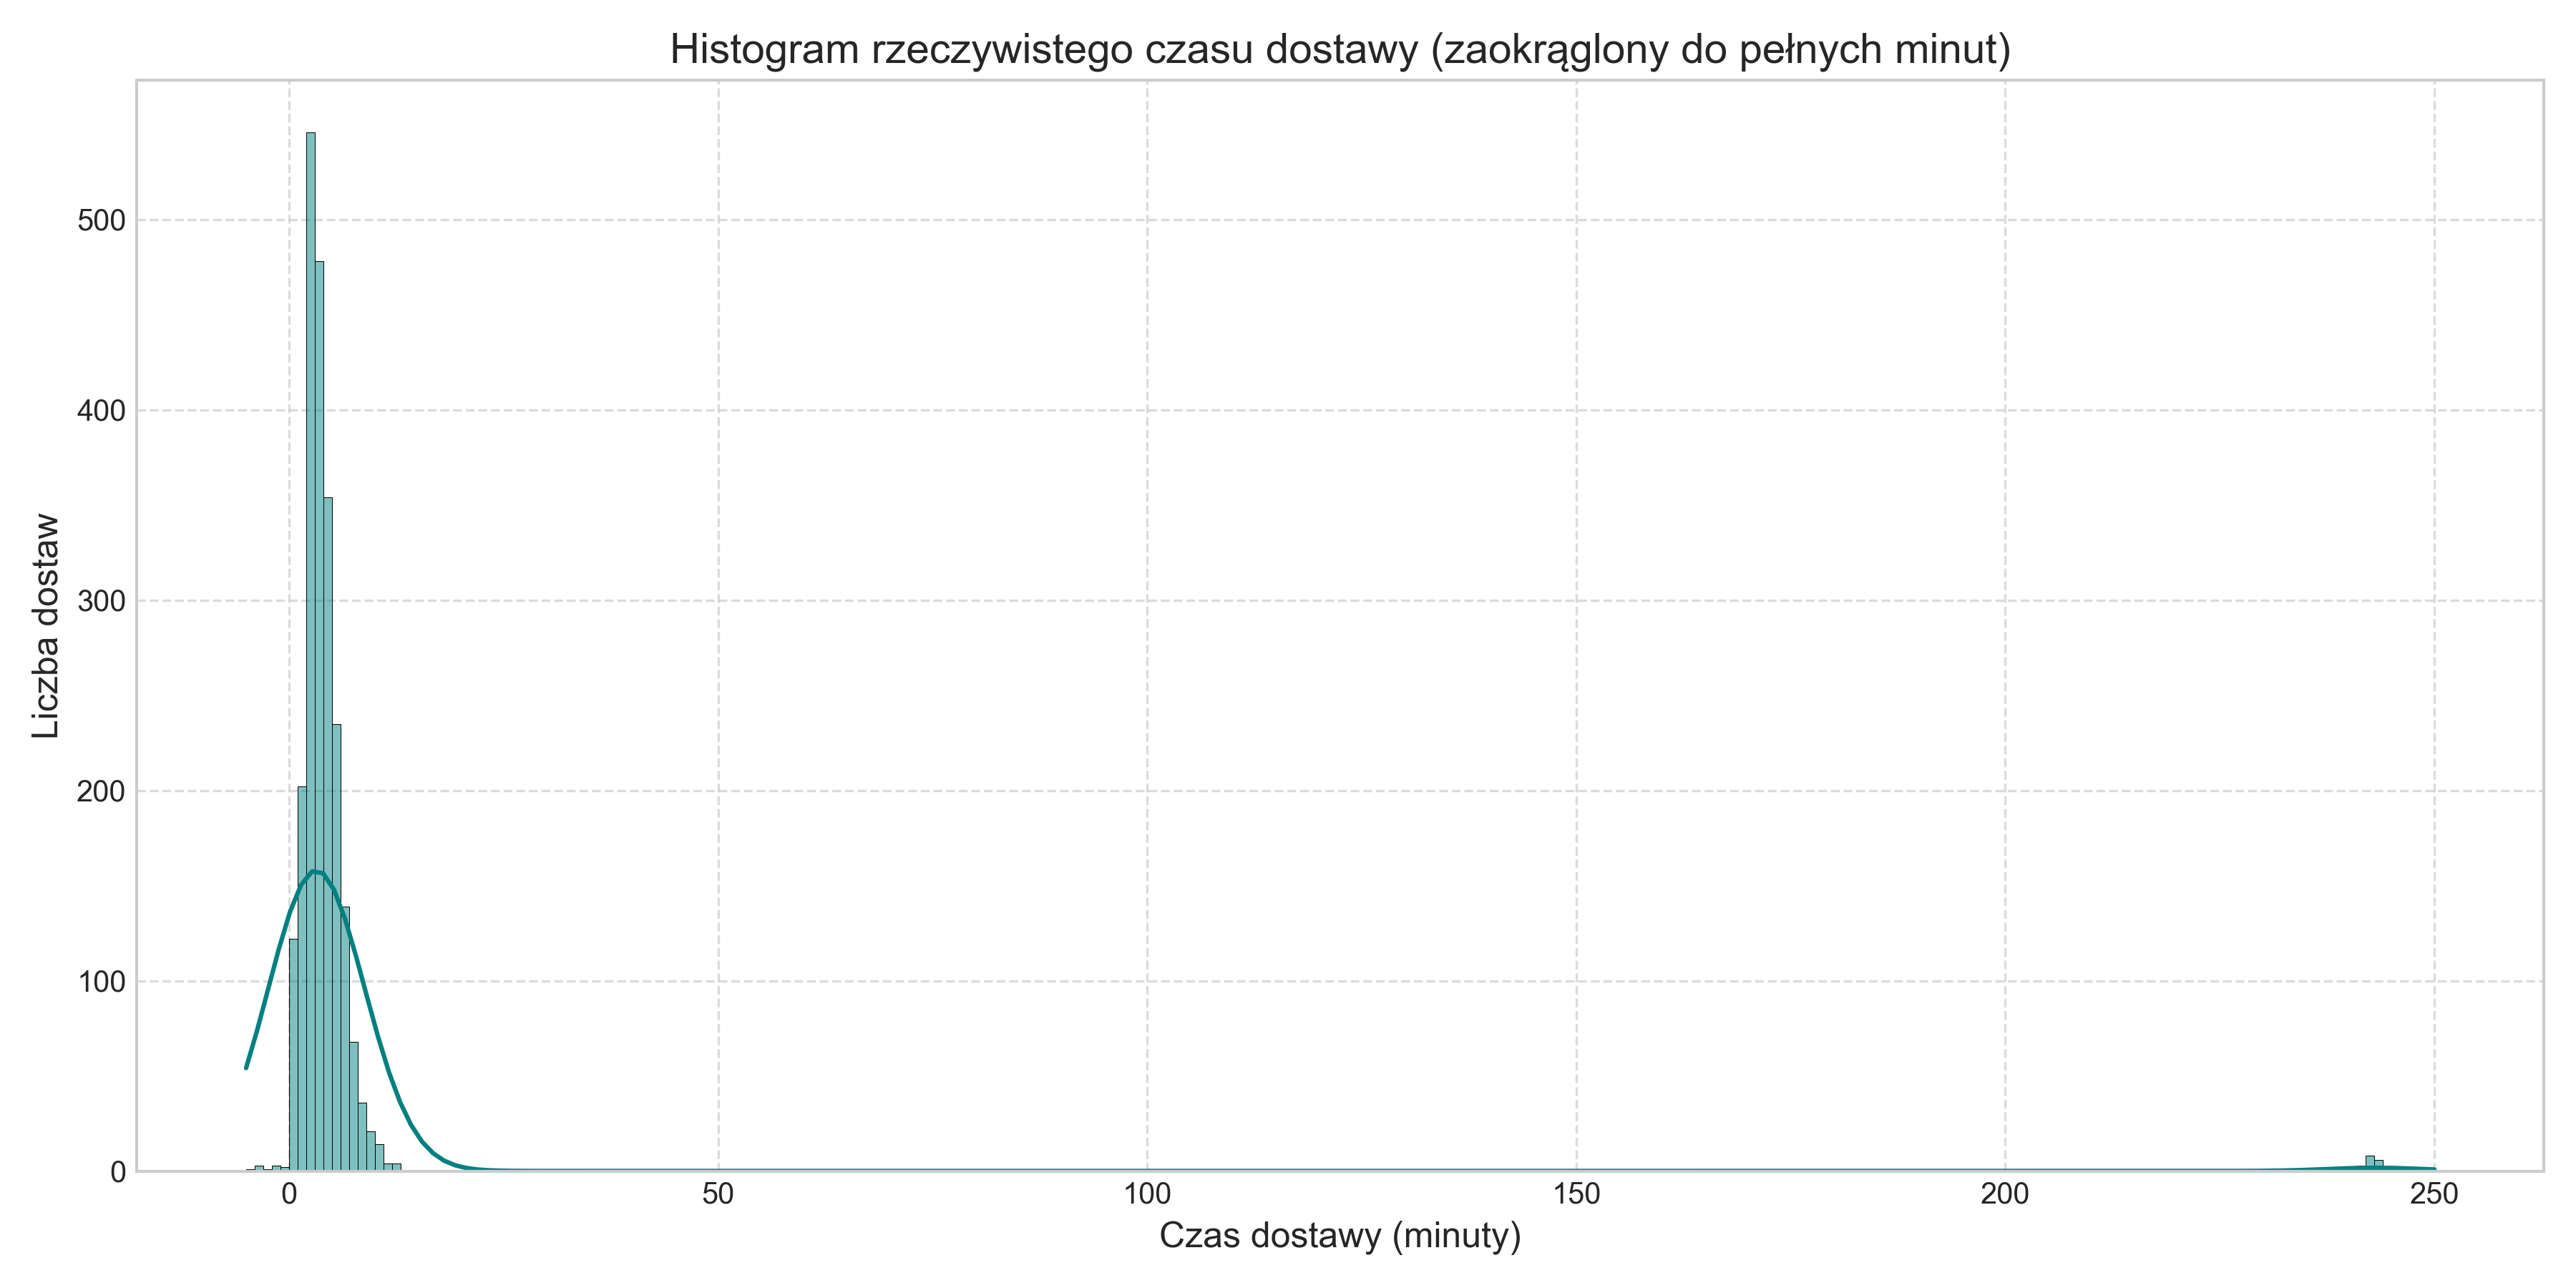 Histogram rzeczywistego czasu dostawy (zaokrąglony do pełnych minut)
Liczba dostaw
500
400
300
200
100
0
0 50 100 150 200 250
Czas dostawy (minuty)